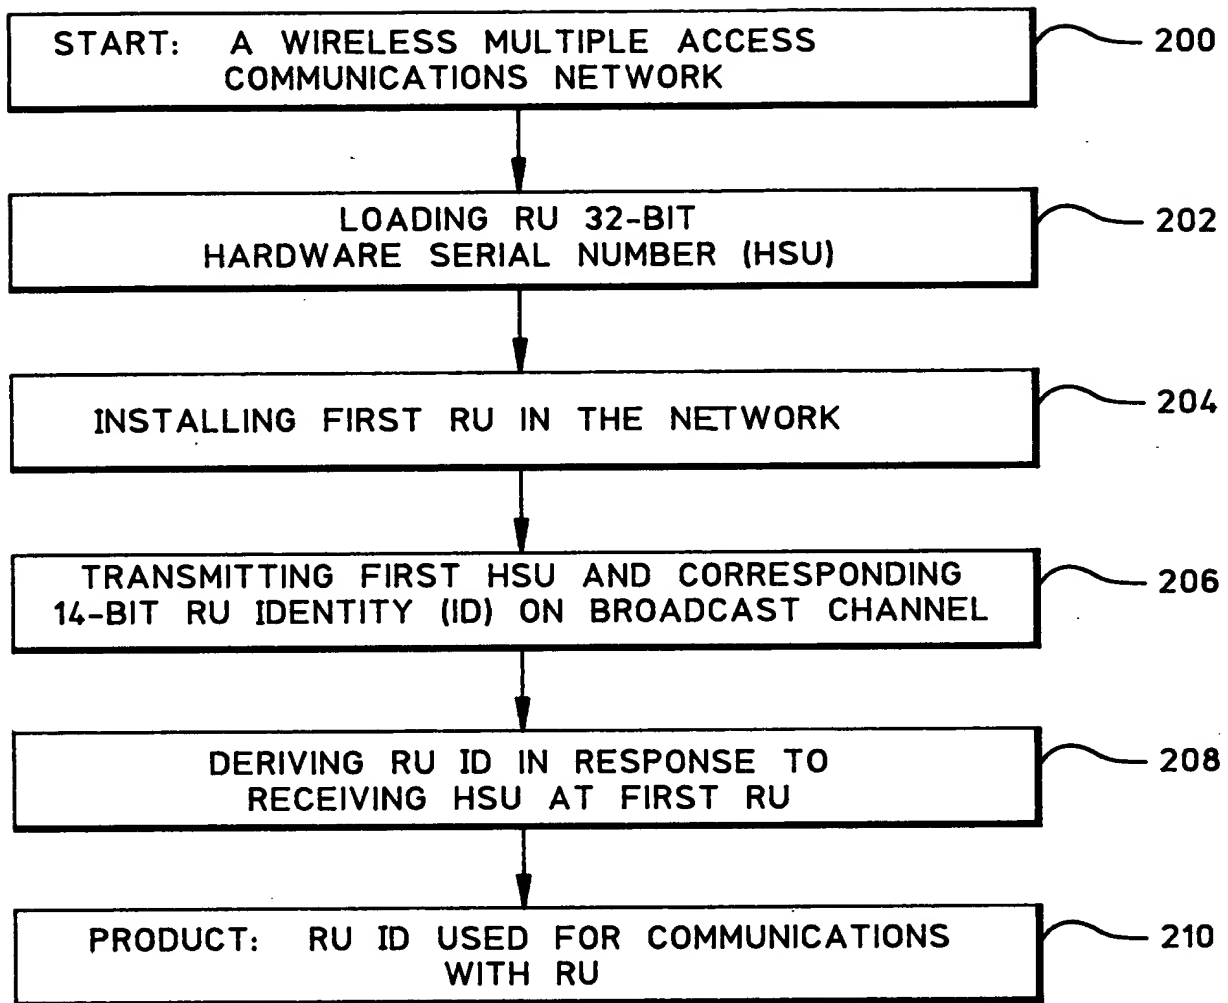 START: A WIRELESS MULTIPLE ACCESS
COMMUNICATIONS NETWORK
200
LOADING RU 32-BIT
HARDWARE SERIAL NUMBER (HSU)
202
INSTALLING FIRST RU IN THE NETWORK
204
TRANSMITTING FIRST HSU AND CORRESPONDING
14-BIT RU IDENTITY (ID) ON BROADCAST CHANNEL
206
DERIVING RU ID IN RESPONSE TO
RECEIVING HSU AT FIRST RU
208
PRODUCT: RU ID USED FOR COMMUNICATIONS
WITH RU
210